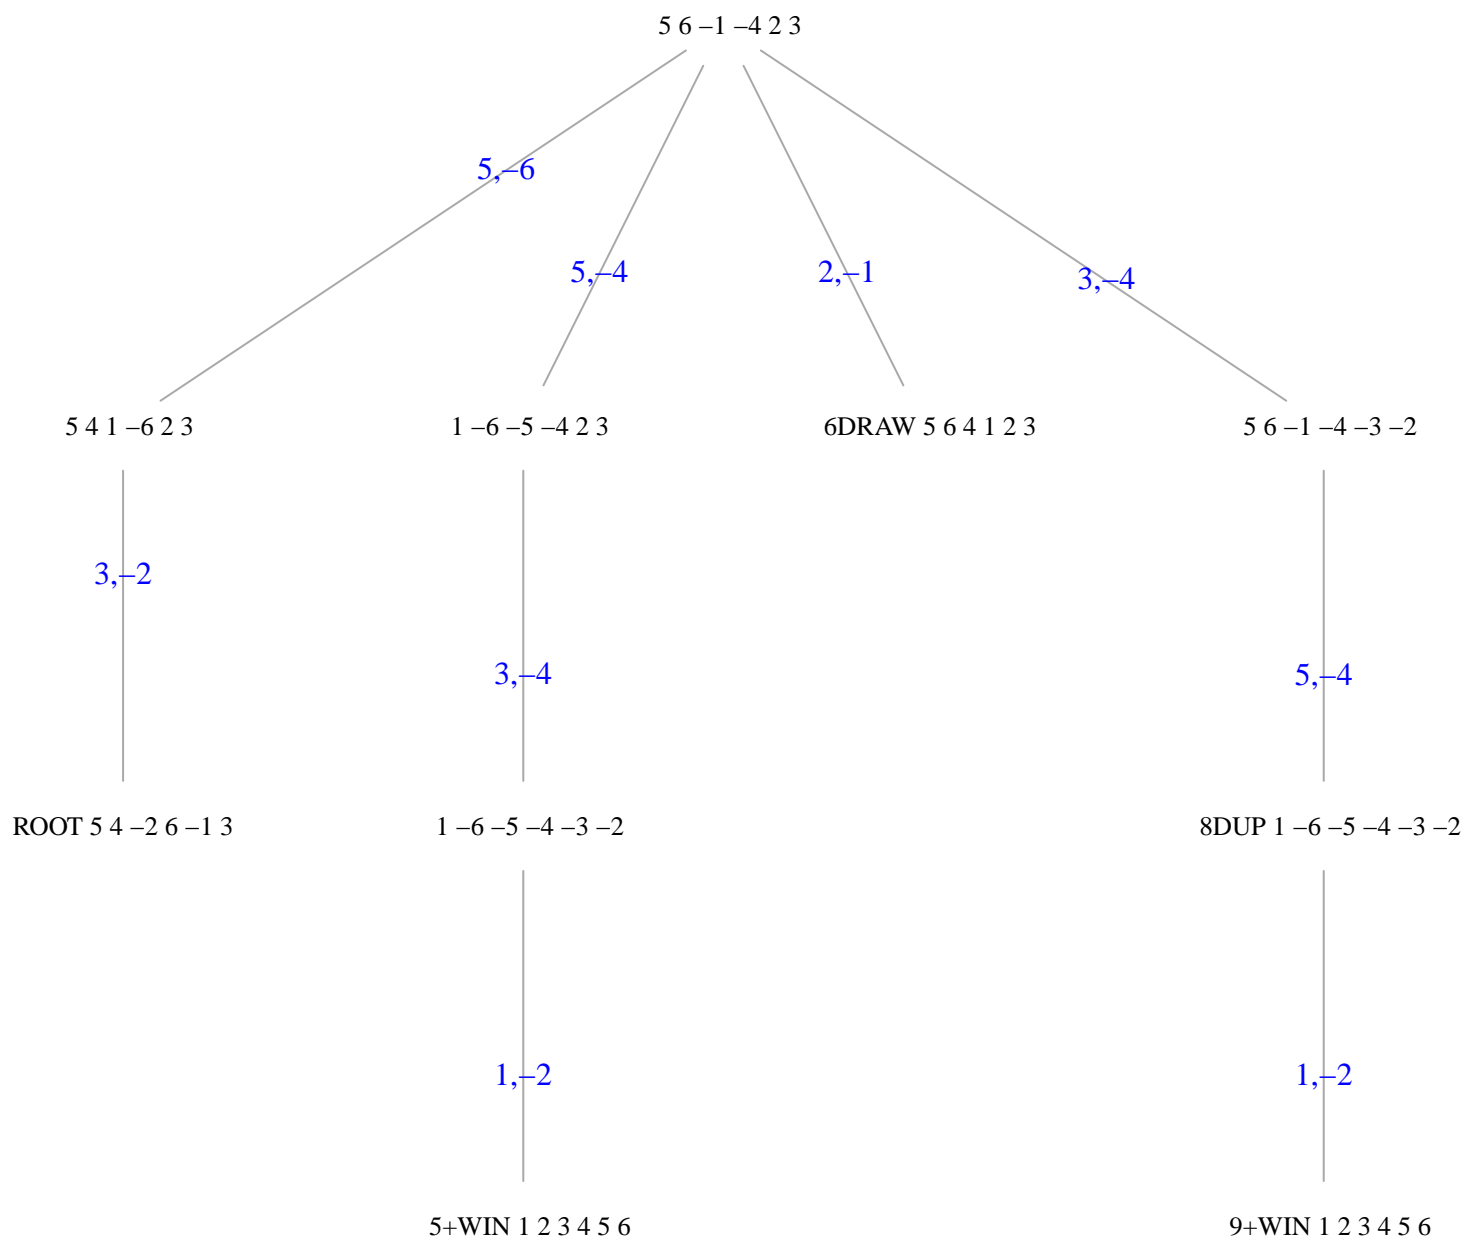 5 6 –1 –4 2 3
5,–6
5,–4
2,–1
3,–4
5 4 1 –6 2 3
1 –6 –5 –4 2 3
6DRAW 5 6 4 1 2 3
5 6 –1 –4 –3 –2
3,–2
3,–4
5,–4
ROOT 5 4 –2 6 –1 3
1 –6 –5 –4 –3 –2
8DUP 1 –6 –5 –4 –3 –2
1,–2
1,–2
5+WIN 1 2 3 4 5 6
9+WIN 1 2 3 4 5 6